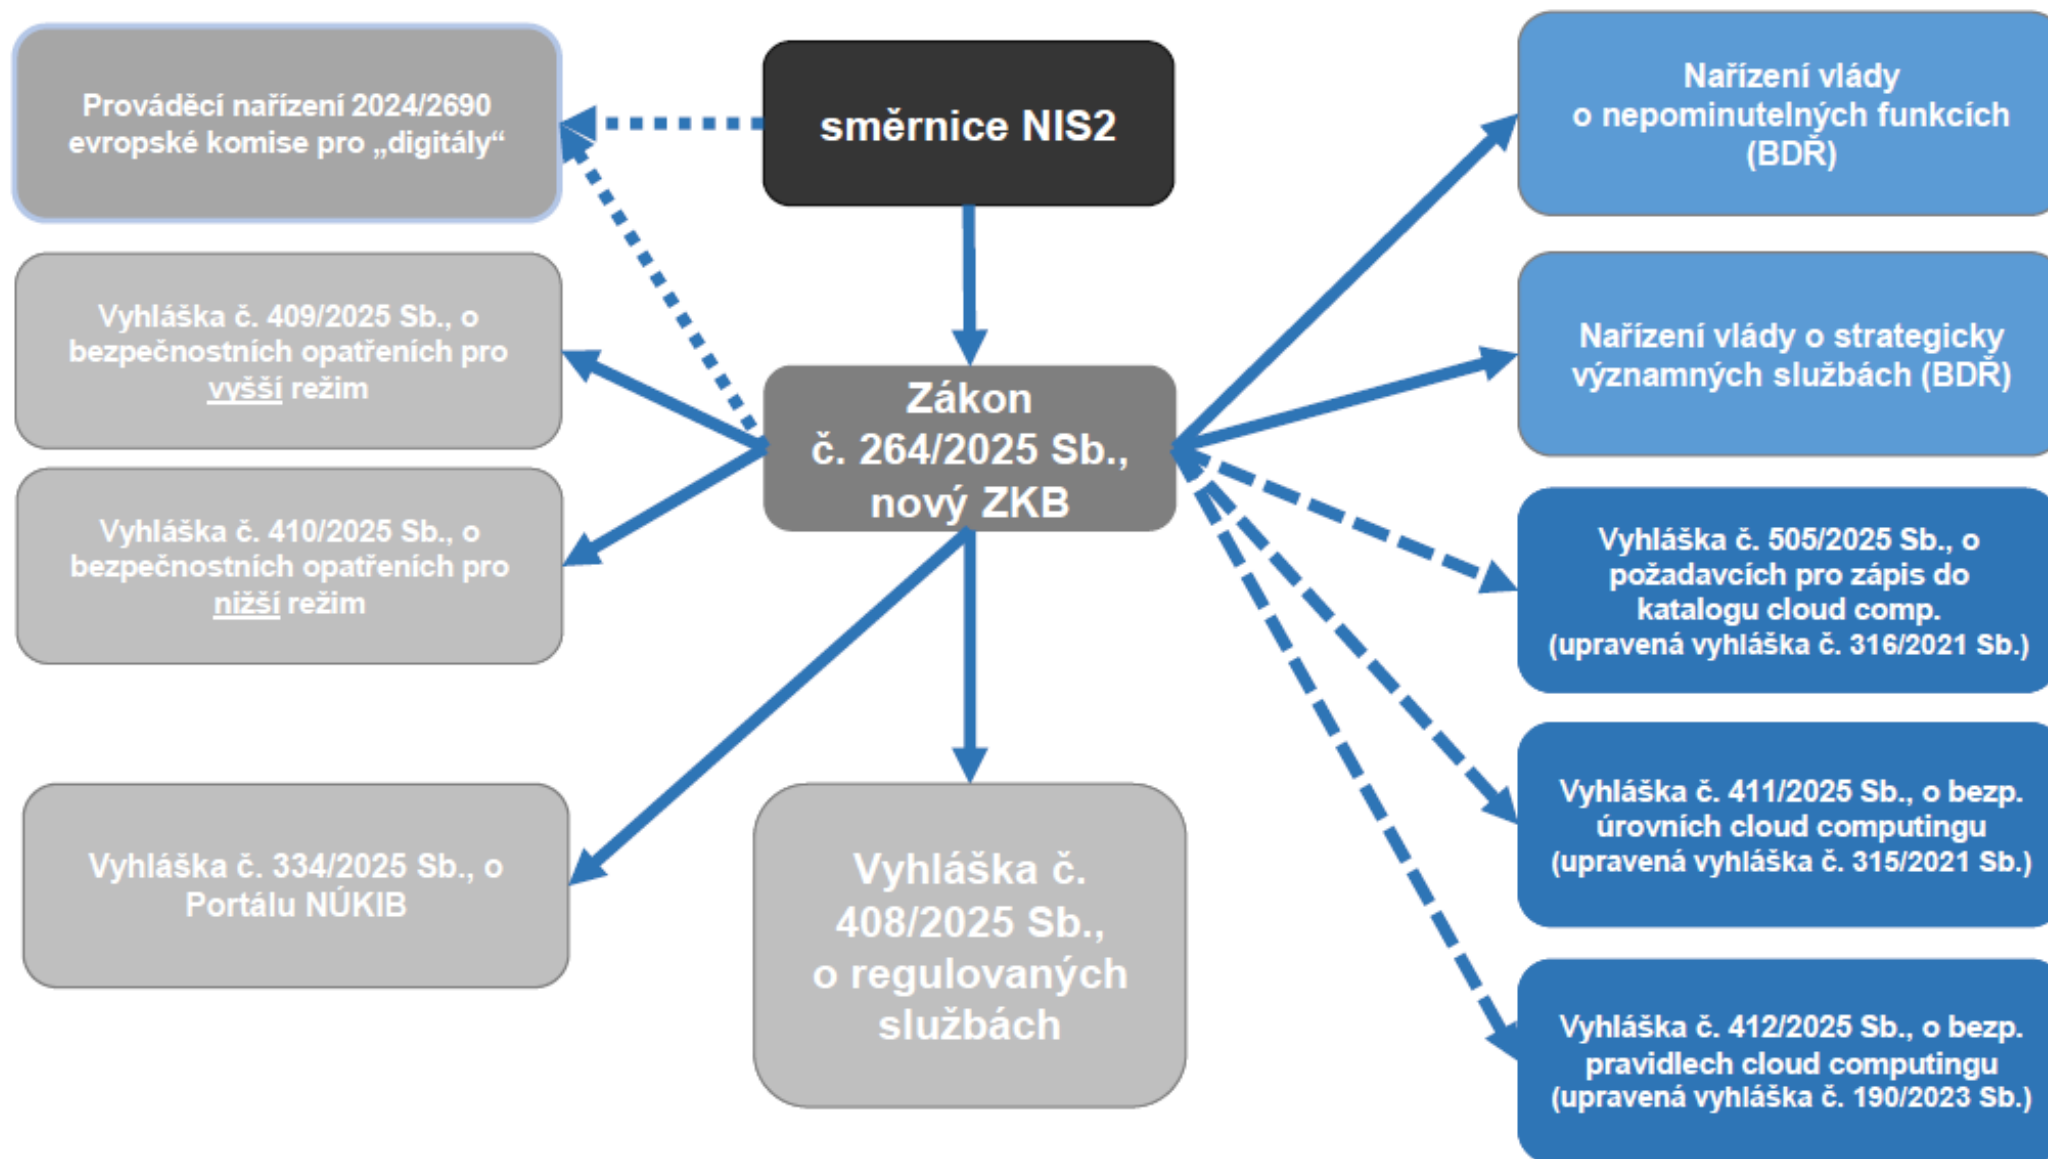 Prováděcí nařízení 2024/2690
evropské komise pro „digitály“
směrnice NIS2
Nařízení vlády
o nepominutelných funkcích
(BDŘ)
Vyhláška č. 409/2025 Sb., o
bezpečnostních opatřeních pro
vyšší režim
Zákon
č. 264/2025 Sb.,
nový ZKB
Nařízení vlády o strategicky
významných službách (BDŘ)
Vyhláška č. 410/2025 Sb., o
bezpečnostních opatřeních pro
nižší režim
Vyhláška č. 505/2025 Sb., o
požadavcích pro zápis do
katalogu cloud comp.
(upravená vyhláška č. 316/2021 Sb.)
Vyhláška č. 334/2025 Sb., o
Portálu NÚKIB
Vyhláška č.
408/2025 Sb.,
o regulovaných
službách
Vyhláška č. 411/2025 Sb., o bezp.
úrovních cloud computingu
(upravená vyhláška č. 315/2021 Sb.)
Vyhláška č. 412/2025 Sb., o bezp.
pravidlech cloud computingu
(upravená vyhláška č. 190/2023 Sb.)